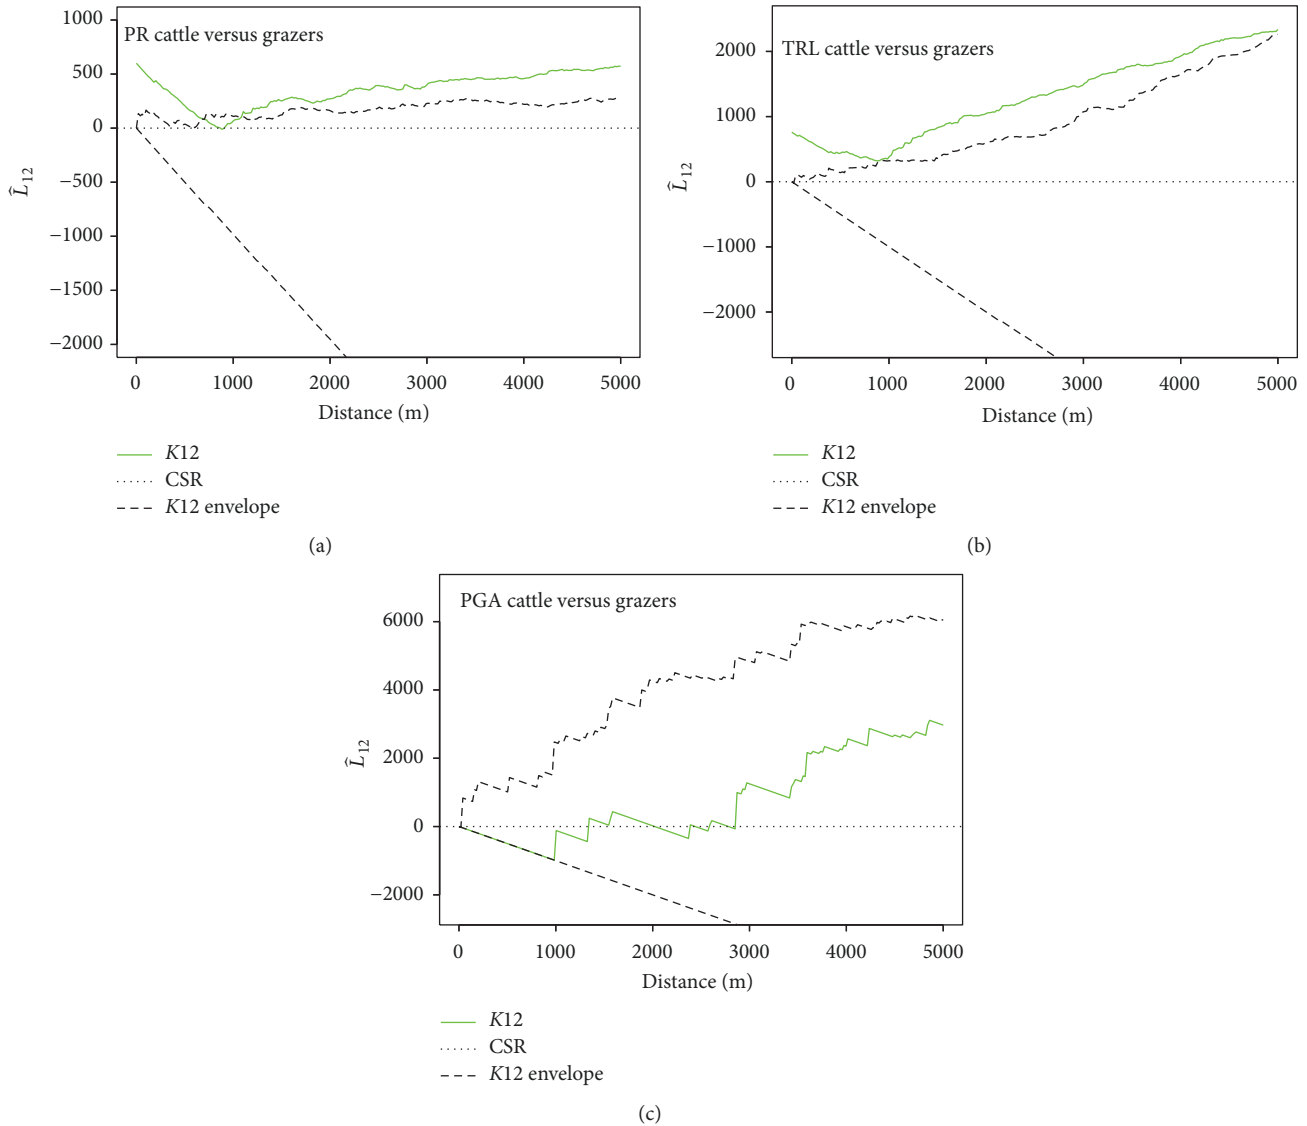 PR cattle versus grazers
1000
500
0
−500
−1000
−1500
−2000
L̂12
0 1000 2000 3000 4000 5000
Distance (m)
K12
CSR
K12 envelope
(a)
TRL cattle versus grazers
2000
1000
0
−1000
−2000
L̂12
0 1000 2000 3000 4000 5000
Distance (m)
K12
CSR
K12 envelope
(b)
PGA cattle versus grazers
6000
4000
2000
0
−2000
L̂12
0 1000 2000 3000 4000 5000
Distance (m)
K12
CSR
K12 envelope
(c)